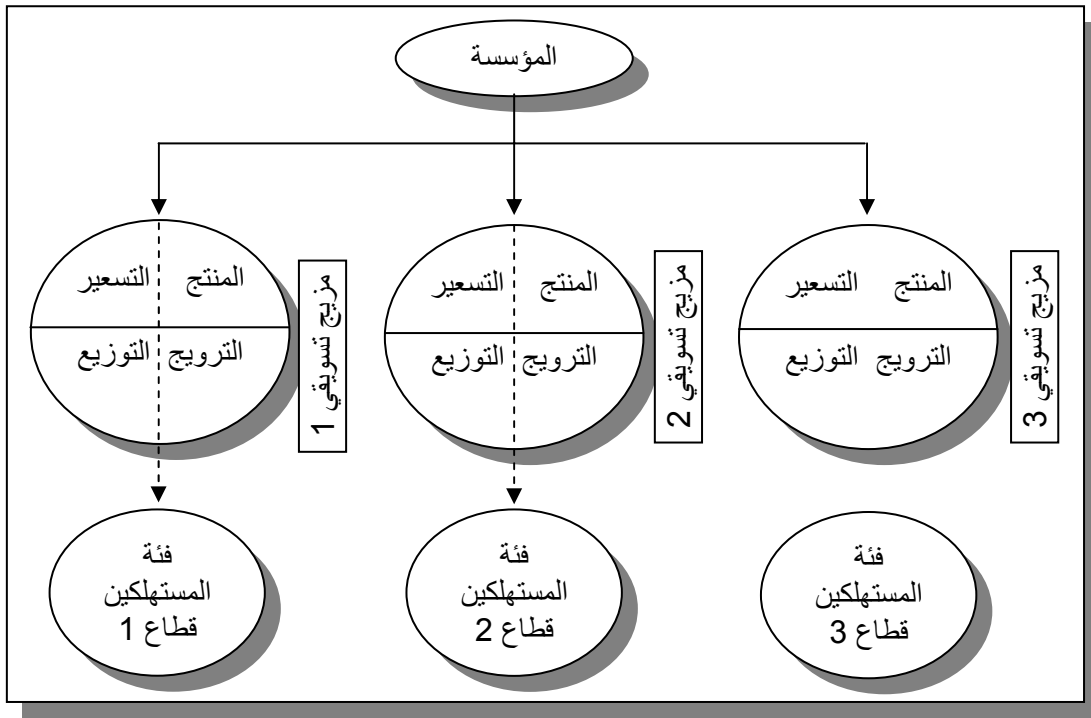 المؤسسة
المنتج التسعير
الترويج التوزيع
مزيج تسويقي 1
المنتج التسعير
الترويج التوزيع
مزيج تسويقي 2
المنتج التسعير
الترويج التوزيع
مزيج تسويقي 3
فئة
المستهلكين
قطاع 1
فئة
المستهلكين
قطاع 2
فئة
المستهلكين
قطاع 3